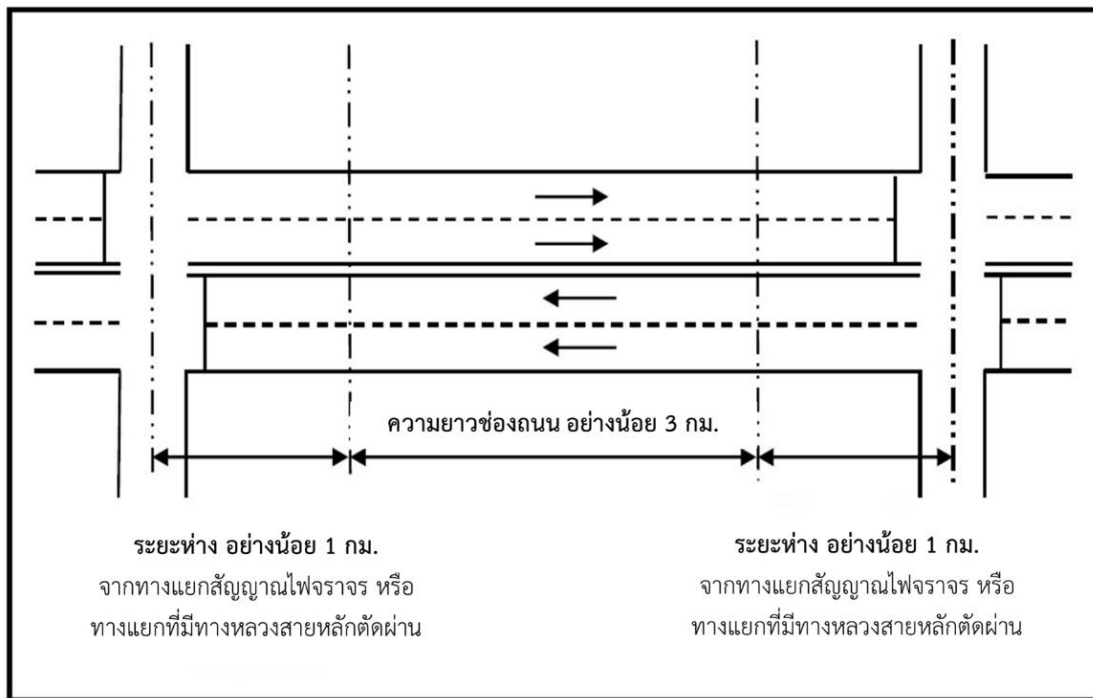 ความยาวช่องถนน อย่างน้อย 3 กม.
ระยะห่าง อย่างน้อย 1 กม.
จากทางแยกสัญญาณไฟจราจร หรือ
ทางแยกที่มีทางหลวงสายหลักตัดผ่าน
ระยะห่าง อย่างน้อย 1 กม.
จากทางแยกสัญญาณไฟจราจร หรือ
ทางแยกที่มีทางหลวงสายหลักตัดผ่าน